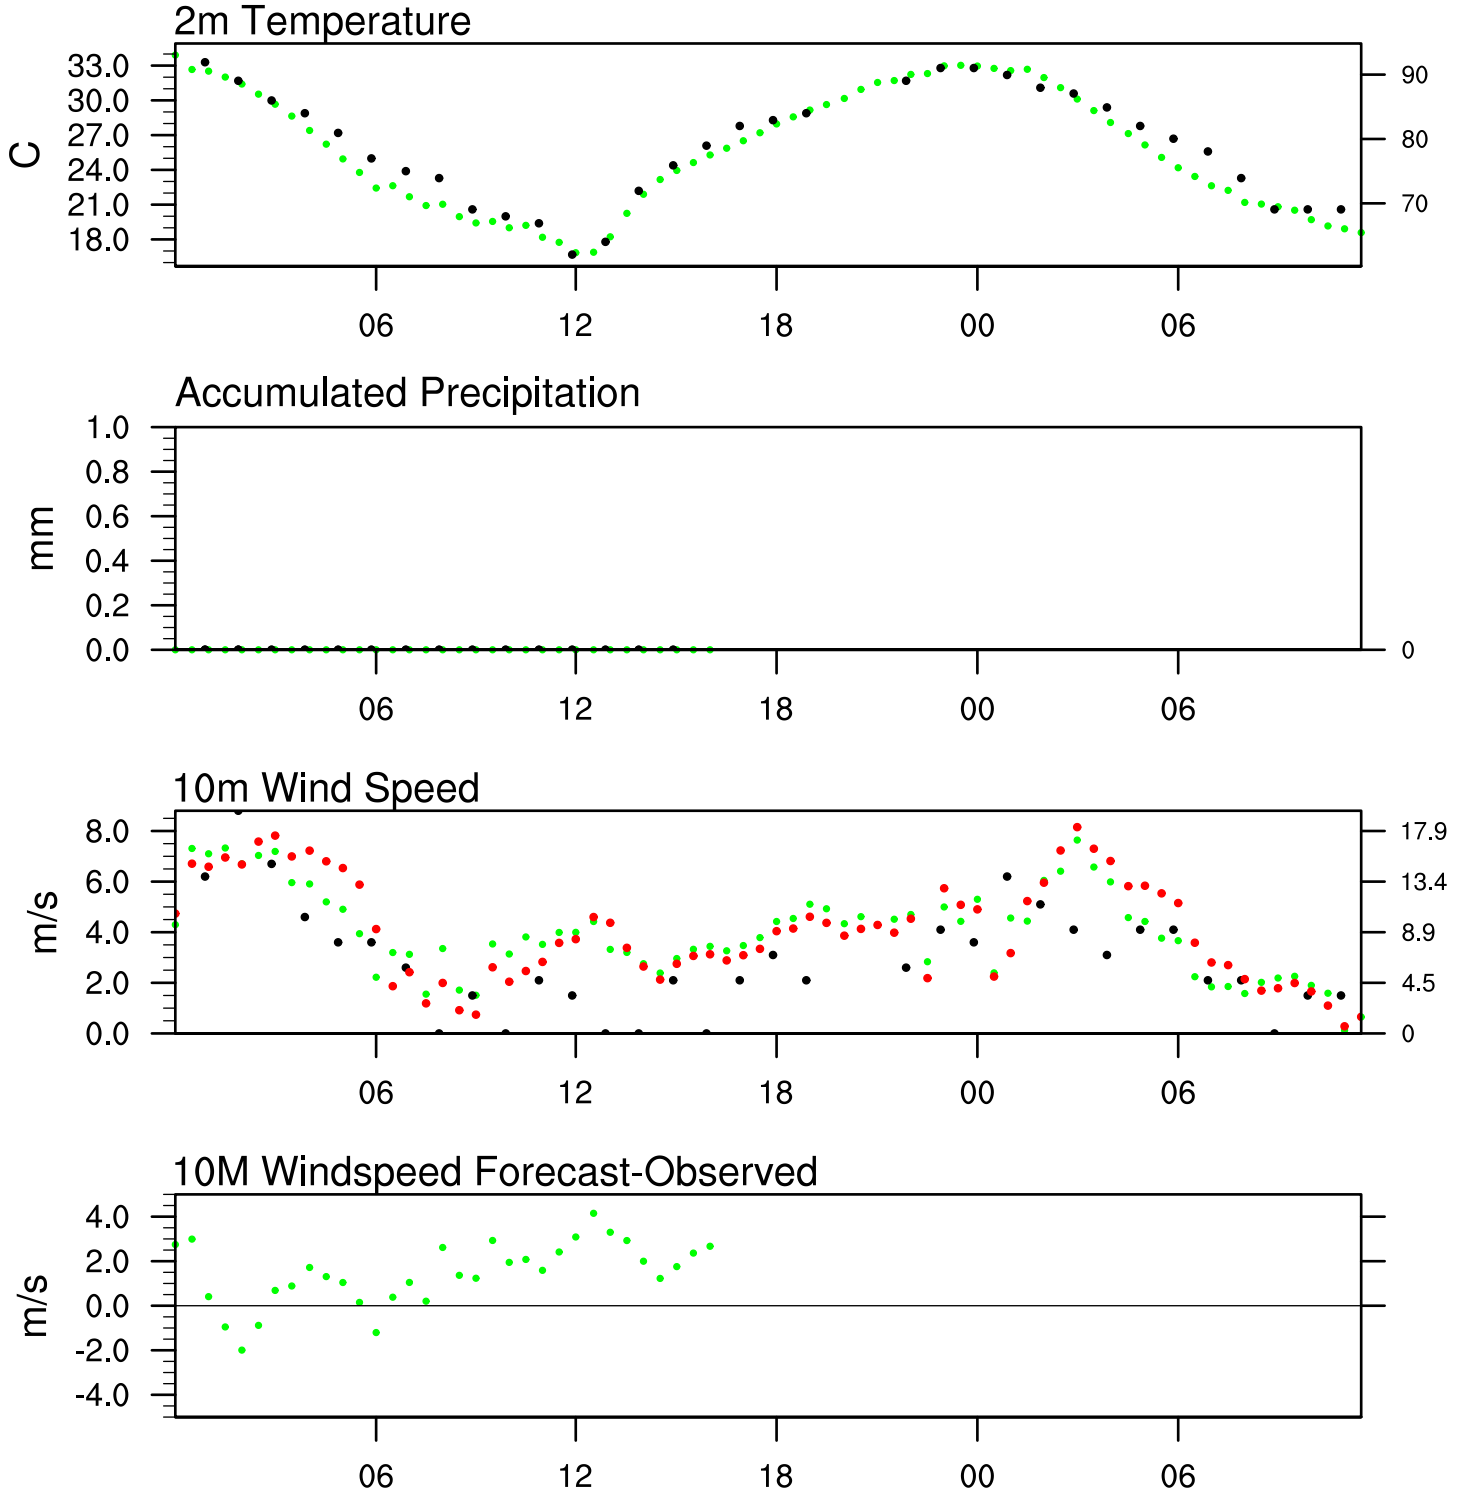 2m Temperature
33.0
30.0
27.0
24.0
21.0
18.0
C
90
80
70
06 12 18 00 06
Accumulated Precipitation
1.0
0.8
0.6
0.4
0.2
0.0
mm
0
06 12 18 00 06
10m Wind Speed
8.0
6.0
4.0
2.0
0.0
m/s
17.9
13.4
8.9
4.5
0
06 12 18 00 06
10M Windspeed Forecast-Observed
4.0
2.0
0.0
-2.0
-4.0
m/s
06 12 18 00 06